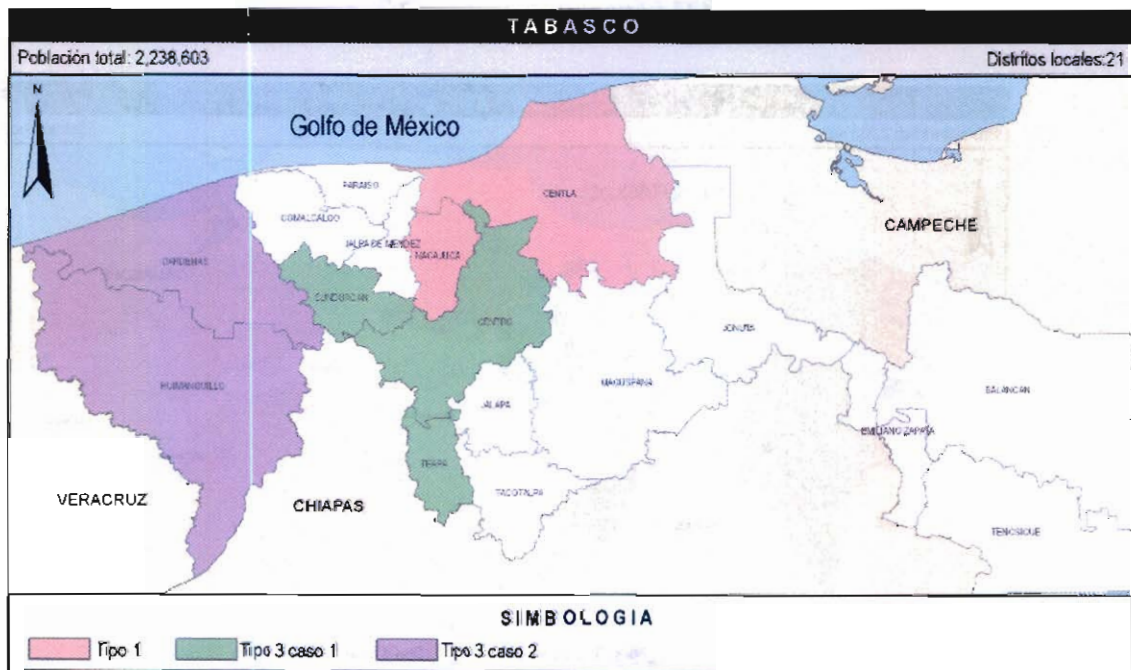 TABASCO
Población total: 2,238,603 Distritos locales:21
N
Golfo de México
PARAISO
CENTLA
COMALCALCO
CAMPECHE
JALPA DE MENDEZ
NACAJUCA
CARDENAS
CUNDUACAN
CENTRO
JONUTA
HUIMANGUILLO
MACUSPANA
BALANCAN
JALAPA
EMILIANO ZAPATA
TEAPA
VERACRUZ
CHIAPAS
TACOTALPA
TENOSIQUE
SIMBOLOGIA
Tipo 1 Tipo 3 caso 1 Tipo 3 caso 2